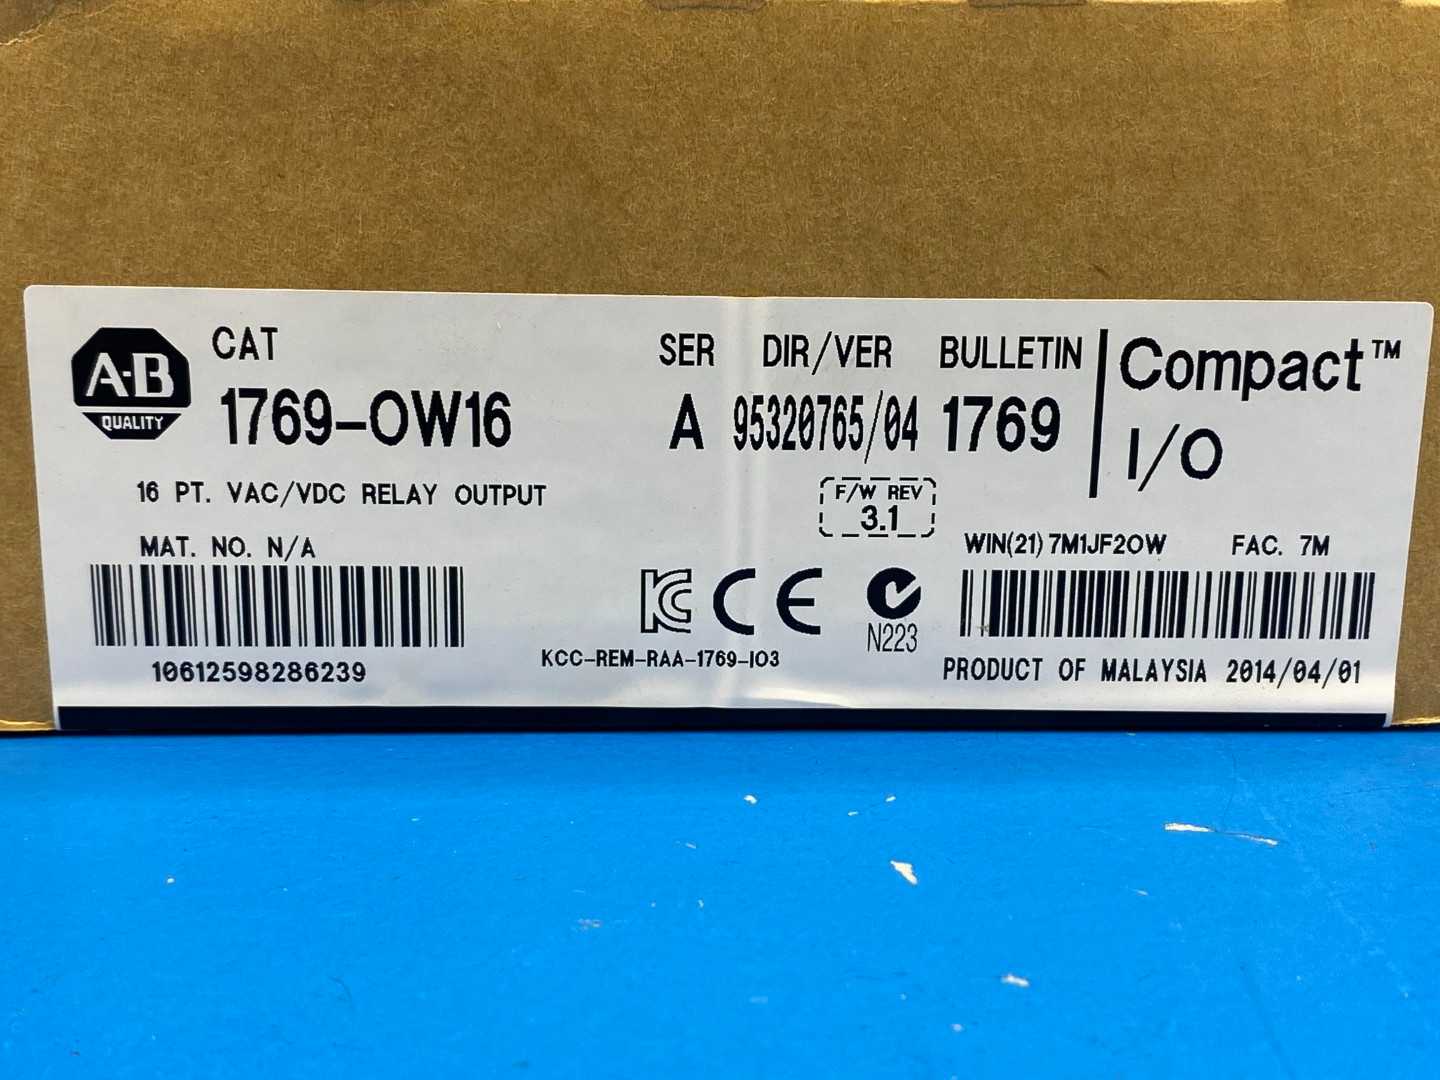 A-B
QUALITY
CAT
1769-OW16
16 PT. VAC/VDC RELAY OUTPUT
SER
A
DIR/VER
95320765/04
BULLETIN
1769
Compact™
I/O
F/W REV
3.1
MAT. NO. N/A
10612598286239
KC
CE
N223
KCC-REM-RAA-1769-IO3
WIN(21) 7M1JF2OW
FAC. 7M
PRODUCT OF MALAYSIA 2014/04/01